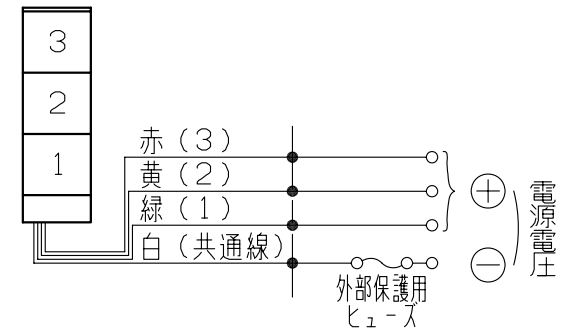 3
2
1
赤（3）
黄（2）
緑（1）
白（共通線）
＋
－
電源電圧
外部保護用
ヒューズ